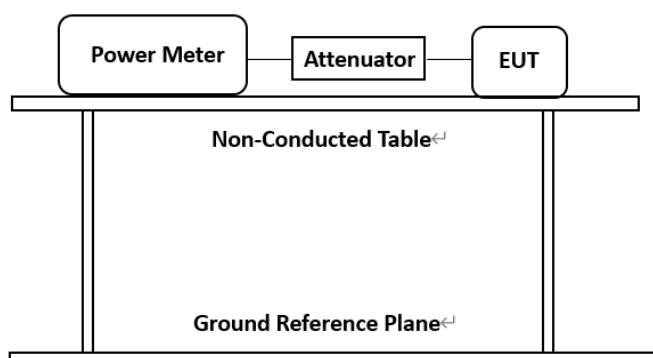 Power Meter
Attenuator
EUT
Non-Conducted Table↵
Ground Reference Plane↵